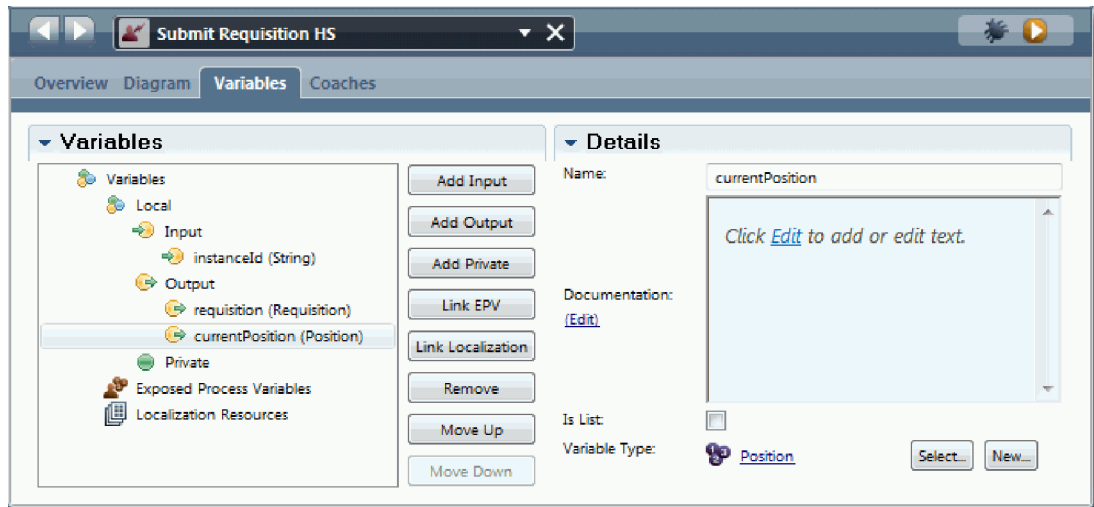 Submit Requisition HS
Overview Diagram Variables Coaches
Variables
Variables
Local
Input
instanceId (String)
Output
requisition (Requisition)
currentPosition (Position)
Private
Exposed Process Variables
Localization Resources
Add Input
Add Output
Add Private
Link EPV
Link Localization
Remove
Move Up
Move Down
Details
Name: currentPosition
Click Edit to add or edit text.
Documentation:
(Edit)
Is List:
Variable Type: Position Select... New...